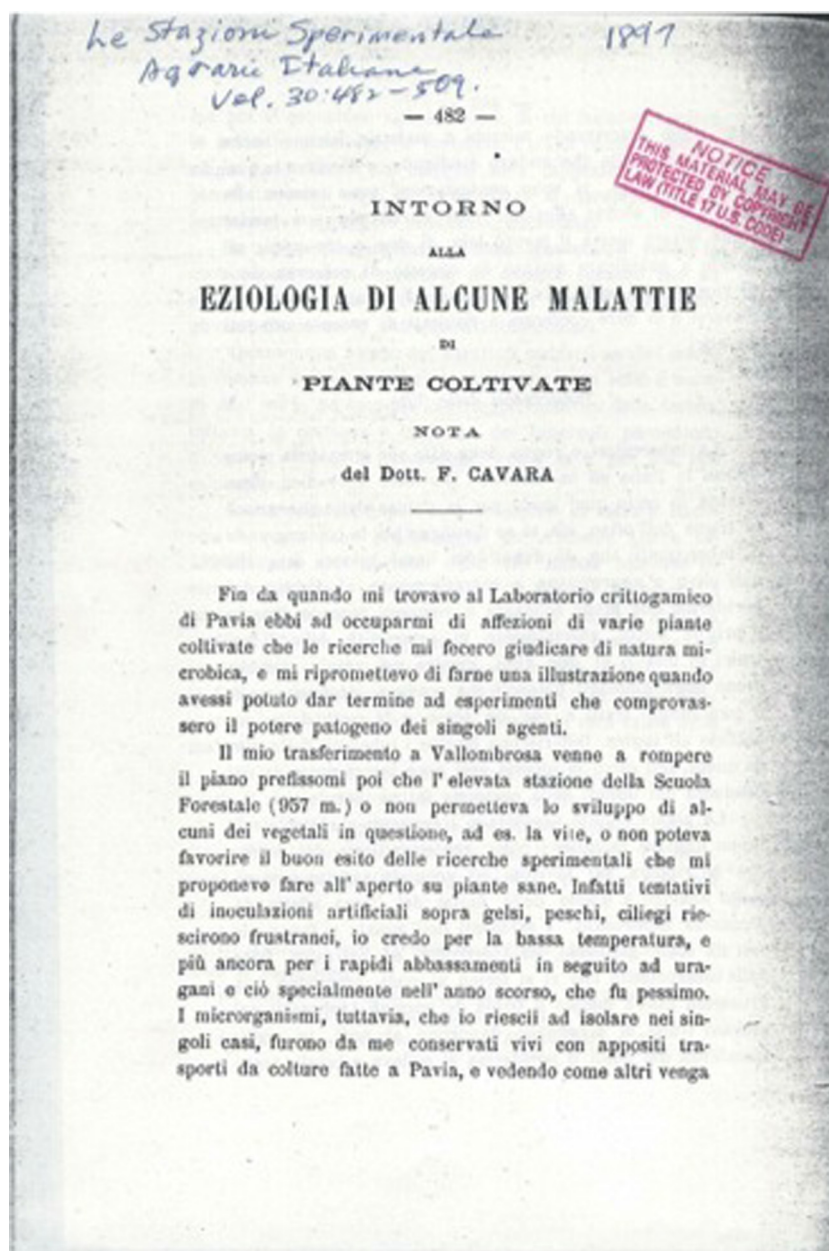 Le Stazioni Sperimentale 1897
Agrarie Italiane
Vol. 30:482-509.
— 482 —
NOTICE
THIS MATERIAL MAY BE
PROTECTED BY COPYRIGHT
LAW (TITLE 17 U.S. CODE)
INTORNO
ALLA
EZIOLOGIA DI ALCUNE MALATTIE
DI
PIANTE COLTIVATE
NOTA
del Dott. F. CAVARA
Fin da quando mi trovavo al Laboratorio crittogamico
di Pavia ebbi ad occuparmi di affezioni di varie piante
coltivate che le ricerche mi fecero giudicare di natura mi-
crobica, e mi ripromettevo di farne una illustrazione quando
avessi potuto dar termine ad esperimenti che comprovas-
sero il potere patogeno dei singoli agenti.
Il mio trasferimento a Vallombrosa venne a rompere
il piano prefissomi poi che l' elevata stazione della Scuola
Forestale (957 m.) o non permetteva lo sviluppo di al-
cuni dei vegetali in questione, ad es. la vite, o non poteva
favorire il buon esito delle ricerche sperimentali che mi
proponevo fare all' aperto su piante sane. Infatti tentativi
di inoculazioni artificiali sopra gelsi, peschi, ciliegi rie-
scirono frustranei, io credo per la bassa temperatura, e
più ancora per i rapidi abbassamenti in seguito ad ura-
gani e ciò specialmente nell' anno scorso, che fu pessimo.
I microrganismi, tuttavia, che io riescii ad isolare nei sin-
goli casi, furono da me conservati vivi con appositi tra-
sporti da colture fatte a Pavia, e vedendo come altri venga